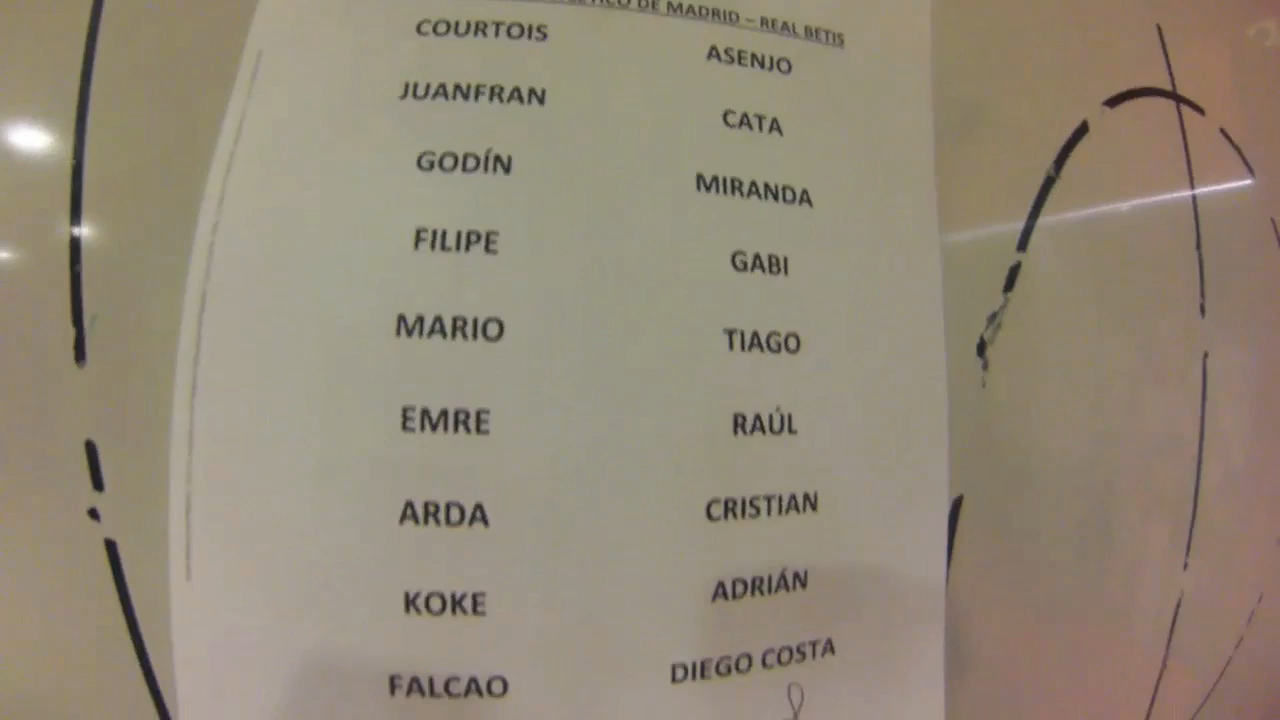 DE MADRID – REAL BETIS
COURTOIS
ASENJO
JUANFRAN
CATA
GODÍN
MIRANDA
FILIPE
GABI
MARIO
TIAGO
EMRE
RAÚL
ARDA
CRISTIAN
KOKE
ADRIÁN
FALCAO
DIEGO COSTA